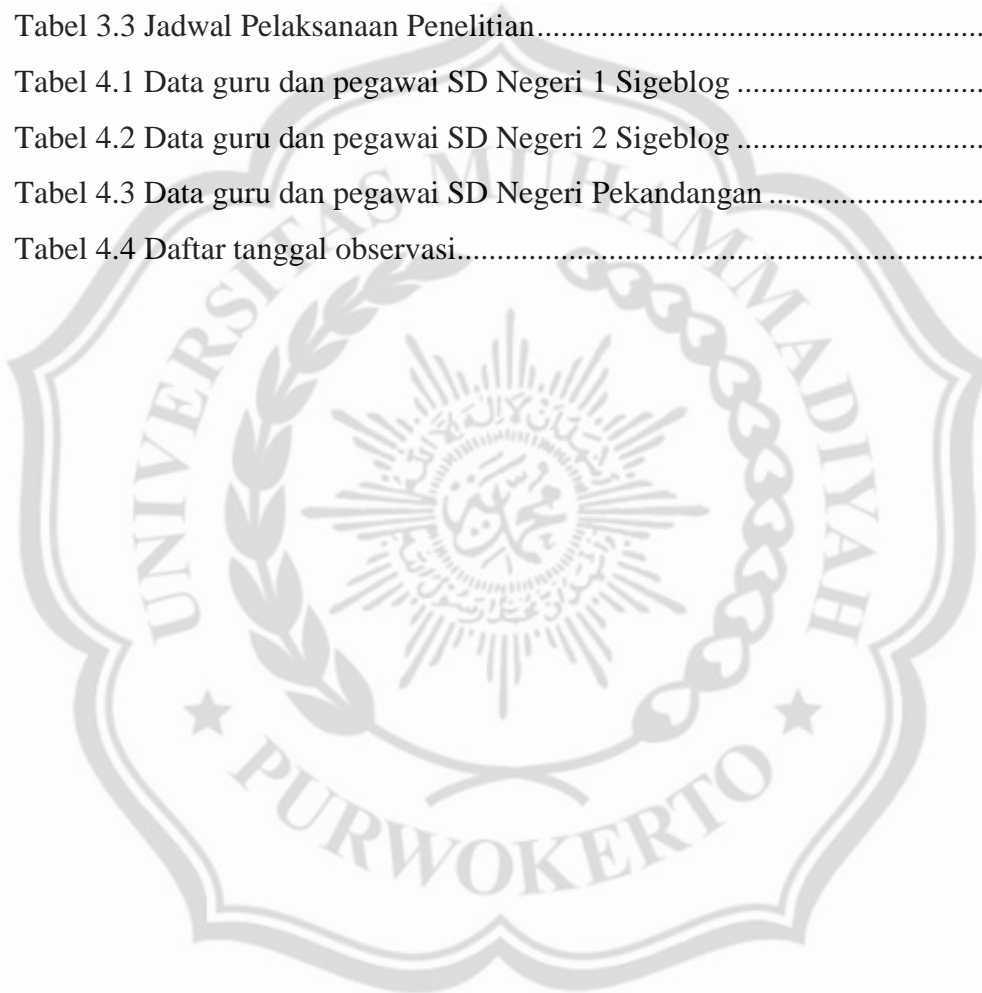 Tabel 3.3 Jadwal Pelaksanaan Penelitian..........................................................
Tabel 4.1 Data guru dan pegawai SD Negeri 1 Sigeblog ................................
Tabel 4.2 Data guru dan pegawai SD Negeri 2 Sigeblog ................................
Tabel 4.3 Data guru dan pegawai SD Negeri Pekandangan ............................
Tabel 4.4 Daftar tanggal observasi...................................................................
UNIVERSITAS MUHAMMADIYAH
PURWOKERTO